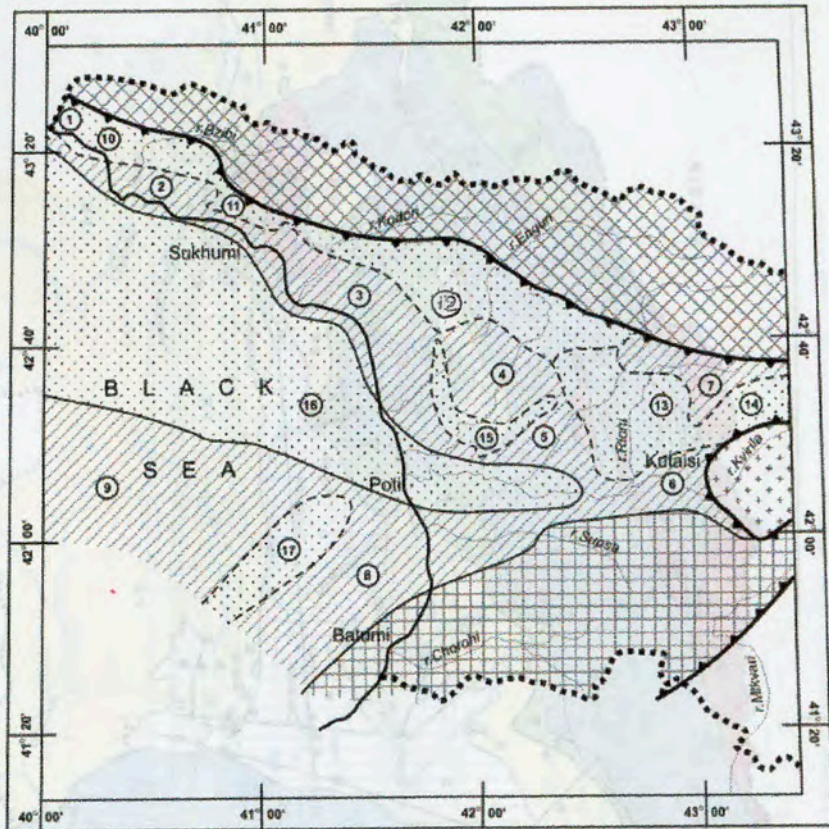 40° 00' 41° 00' 42° 00' 43° 00'
43° 20'
43° 20'
1
10
r.Bzibi
2
11
r.Kodori
r.Enguri
Sukhumi
3
12
42° 40'
42° 40'
4
7
BLACK
16
13
14
15
5
r.Rioni
SEA
Poti
Kutaisi
r.Kvirila
9
6
42° 00'
42° 00'
17
r.Supsa
8
Batumi
r.Chorohi
r.Mtkvari
41° 20'
41° 20'
40° 00' 41° 00' 42° 00' 43° 00'